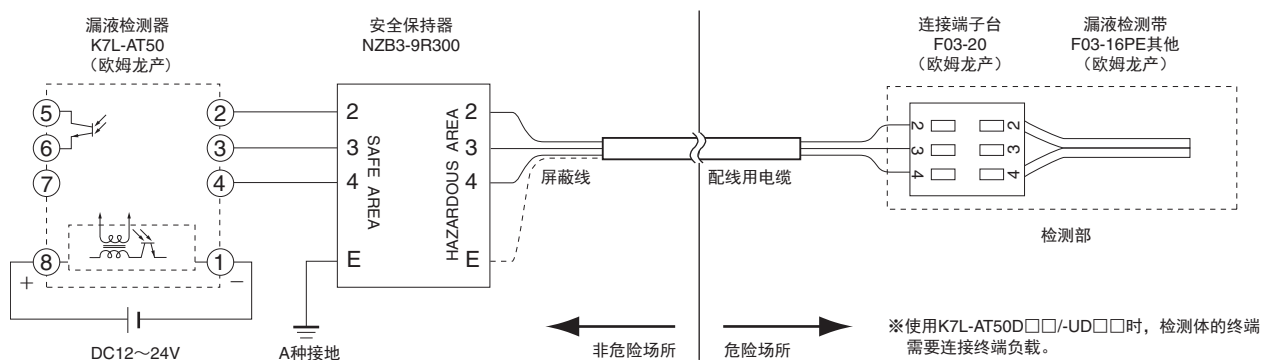 漏液检测器
K7L-AT50
（欧姆龙产）
安全保持器
NZB3-9R300
连接端子台
F03-20
（欧姆龙产）
漏液检测带
F03-16PE其他
（欧姆龙产）
5
6
7
8
2
3
4
1
+
−
DC12～24V
2
3
4
E
SAFE AREA
HAZARDOUS AREA
2
3
4
E
A种接地
屏蔽线
配线用电缆
2
3
4
2
3
4
检测部
非危险场所
危险场所
※使用K7L-AT50D□□/-UD□□时，检测体的终端
需要连接终端负载。